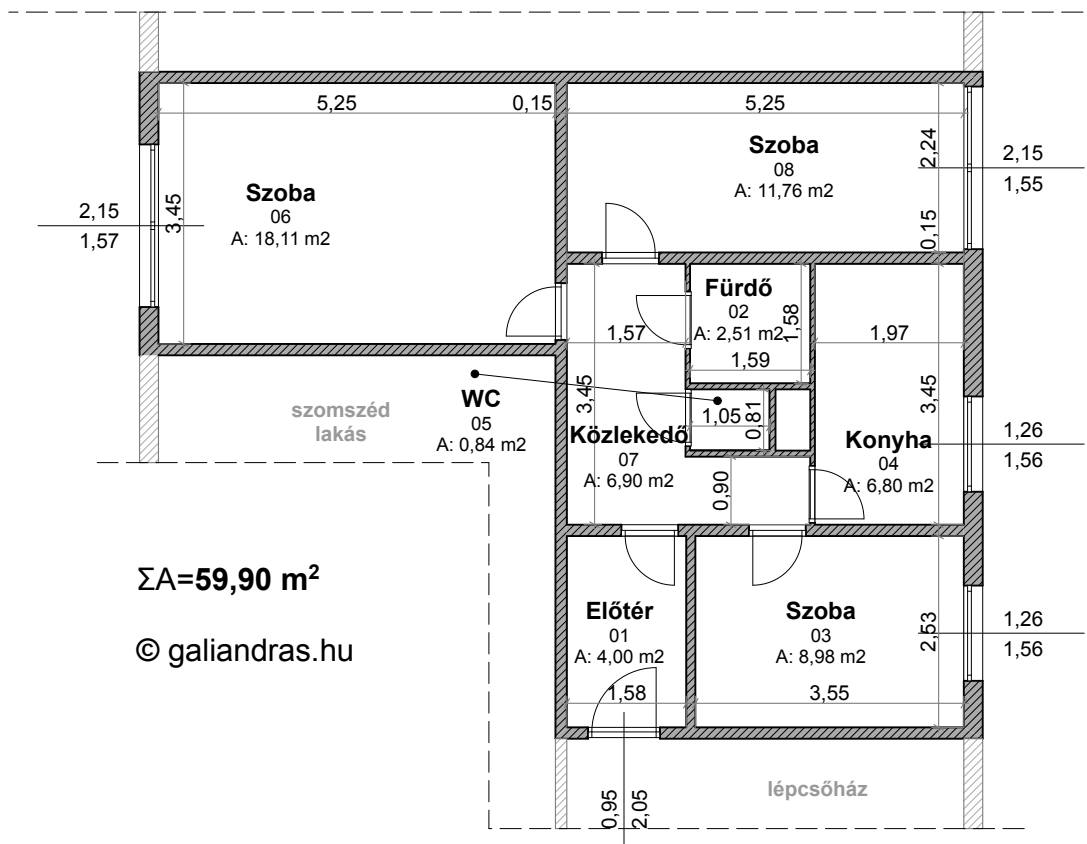 5,25
0,15
5,25
Szoba
06
A: 18,11 m2
3,45
2,15
1,57
Szoba
08
A: 11,76 m2
2,24
0,15
2,15
1,55
Fürdő
02
A: 2,51 m2
1,58
1,59
1,57
3,45
1,97
3,45
szomszéd
lakás
WC
05
A: 0,84 m2
1,05
0,81
Közlekedő
07
A: 6,90 m2
0,90
Konyha
04
A: 6,80 m2
1,26
1,56
ΣA=59,90 m²
© galiandras.hu
Előtér
01
A: 4,00 m2
1,58
Szoba
03
A: 8,98 m2
3,55
2,53
1,26
1,56
0,95
2,05
lépcsőház